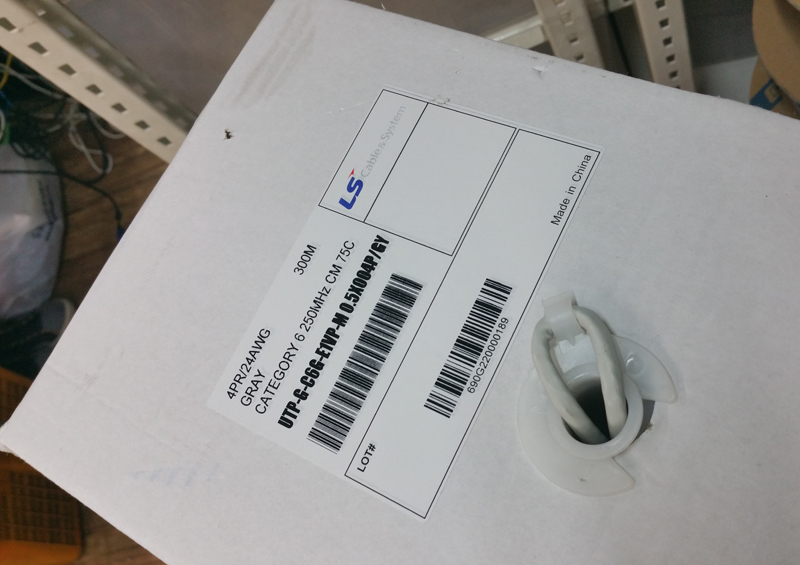 LS Cable & System
4PR/24AWG 300M
GRAY
CATEGORY 6 250MHz CM 75C
UTP-G-C6G-E1VP-M 0.5X004P/GY
LOT#
690G220000189
Made in China